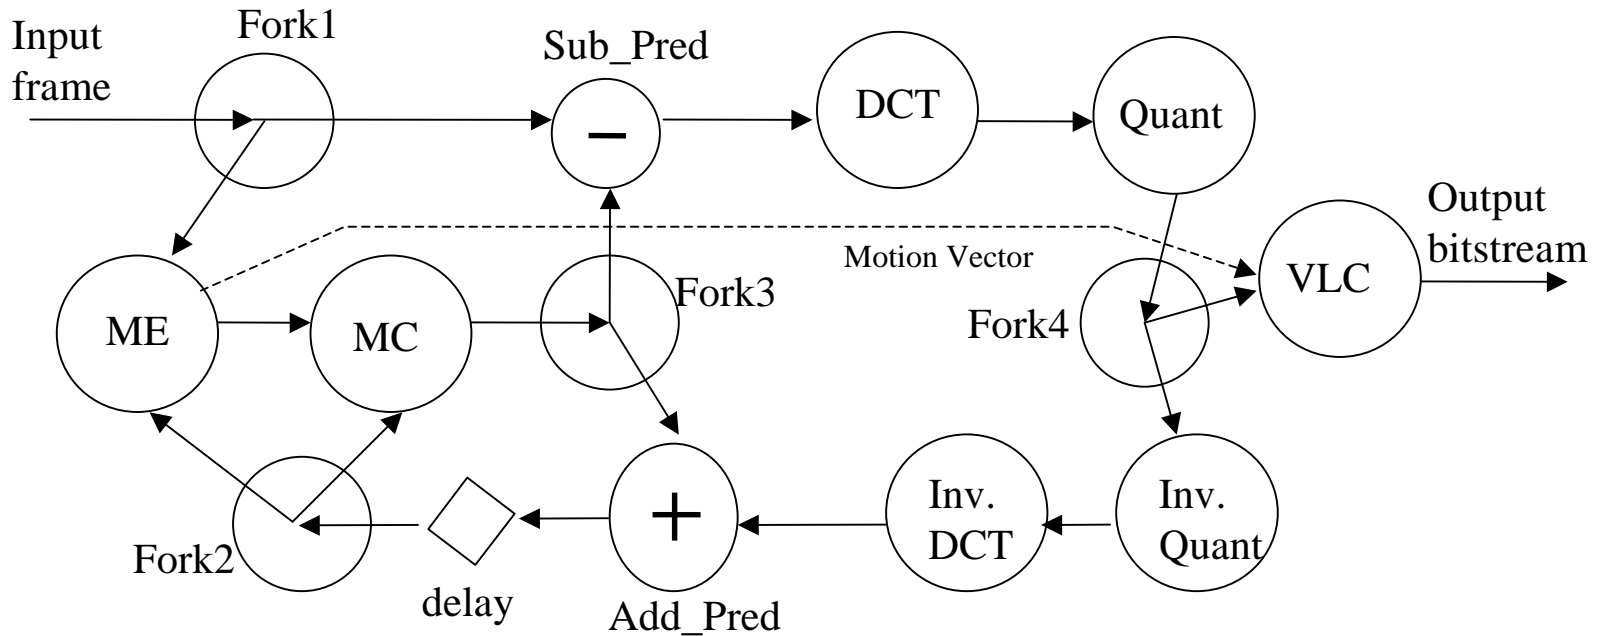 Input
frame
Fork1
Sub_Pred
−
DCT
Quant
Output
bitstream
Motion Vector
VLC
ME
MC
Fork3
Fork4
Fork2
delay
+
Add_Pred
Inv.
DCT
Inv.
Quant